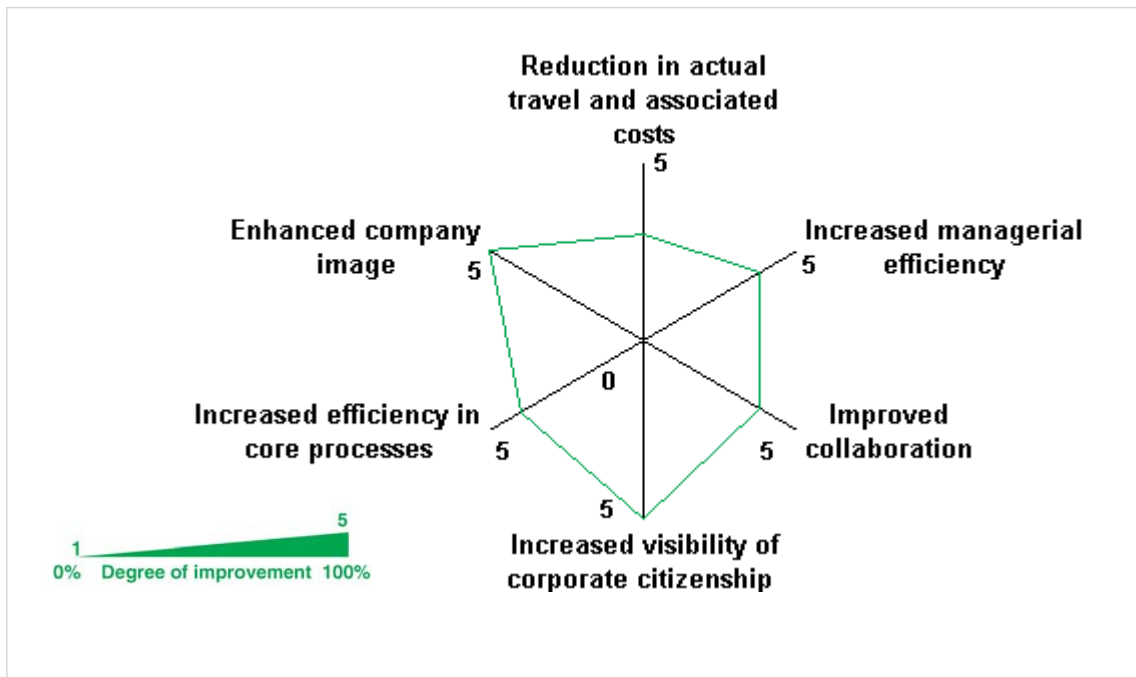 Reduction in actual
travel and associated
costs
5
Enhanced company
image
5
Increased managerial
efficiency
5
0
Increased efficiency in
core processes
5
Improved
collaboration
5
5
Increased visibility of
corporate citizenship
1
5
0% Degree of improvement 100%